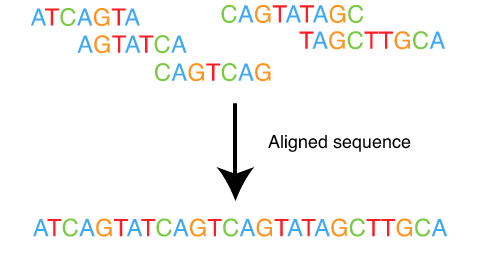 ATCAGTA
CAGTATAGC
AGTATCA
TAGCTTGCA
CAGTCAG
Aligned sequence
ATCAGTATCAGTCAGTATAGCTTGCA